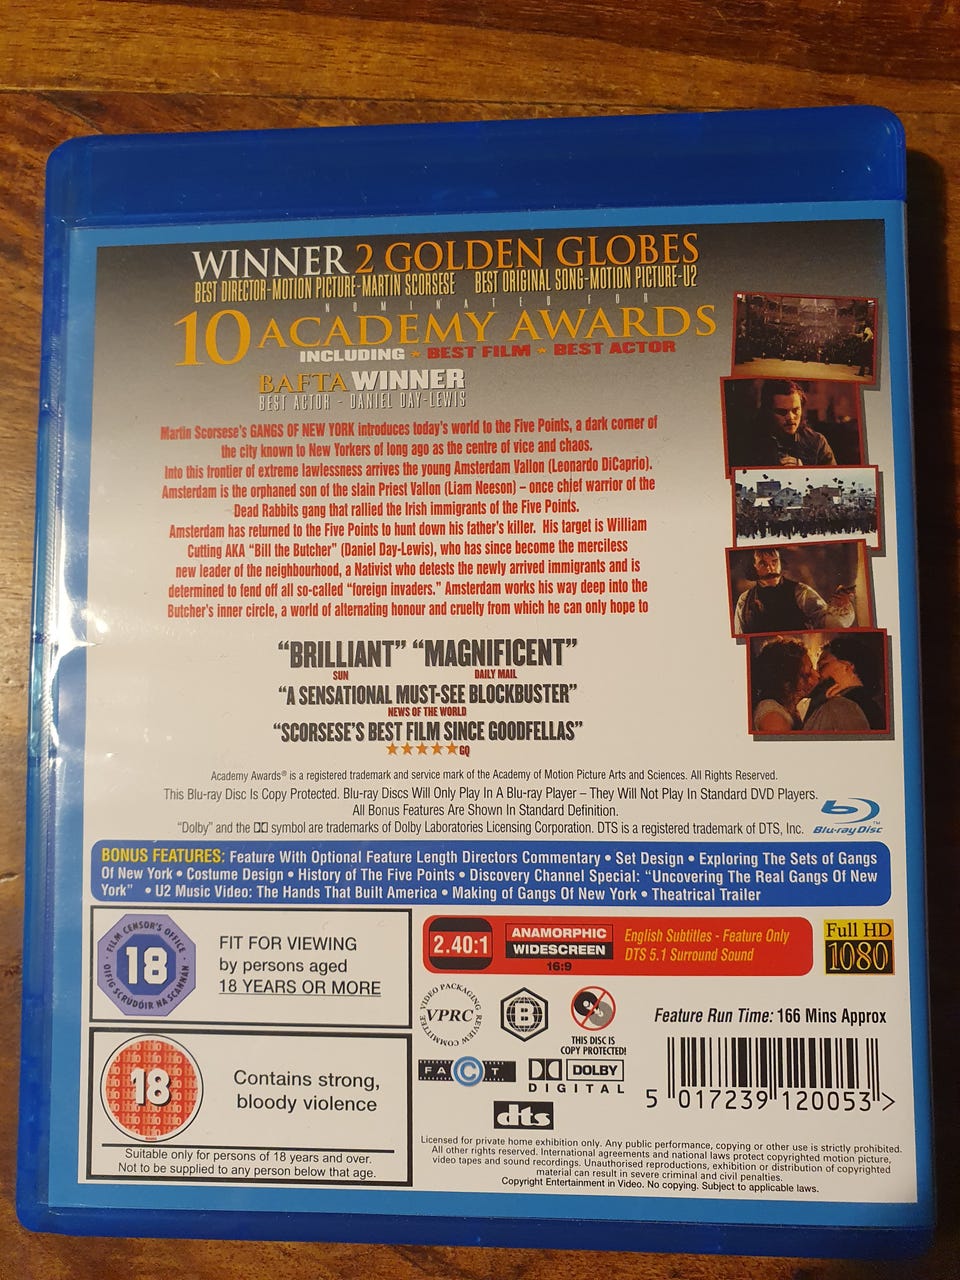 WINNER 2 GOLDEN GLOBES
BEST DIRECTOR-MOTION PICTURE-MARTIN SCORSESE BEST ORIGINAL SONG-MOTION PICTURE-U2
NOMINATED FOR
10 ACADEMY AWARDS
INCLUDING ★ BEST FILM ★ BEST ACTOR
BAFTA WINNER
BEST ACTOR - DANIEL DAY-LEWIS
Martin Scorsese's GANGS OF NEW YORK introduces today's world to the Five Points, a dark corner of
the city known to New Yorkers of long ago as the centre of vice and chaos.
Into this frontier of extreme lawlessness arrives the young Amsterdam Vallon (Leonardo DiCaprio).
Amsterdam is the orphaned son of the slain Priest Vallon (Liam Neeson) – once chief warrior of the
Dead Rabbits gang that rallied the Irish immigrants of the Five Points.
Amsterdam has returned to the Five Points to hunt down his father's killer. His target is William
Cutting AKA "Bill the Butcher" (Daniel Day-Lewis), who has since become the merciless
new leader of the neighbourhood, a Nativist who detests the newly arrived immigrants and is
determined to fend off all so-called "foreign invaders." Amsterdam works his way deep into the
Butcher's inner circle, a world of alternating honour and cruelty from which he can only hope to
"BRILLIANT" "MAGNIFICENT"
SUN DAILY MAIL
"A SENSATIONAL MUST-SEE BLOCKBUSTER"
NEWS OF THE WORLD
"SCORSESE'S BEST FILM SINCE GOODFELLAS"
★★★★★ GQ
Academy Awards® is a registered trademark and service mark of the Academy of Motion Picture Arts and Sciences. All Rights Reserved.
This Blu-ray Disc Is Copy Protected. Blu-ray Discs Will Only Play In A Blu-ray Player – They Will Not Play In Standard DVD Players.
All Bonus Features Are Shown In Standard Definition.
"Dolby" and the DD symbol are trademarks of Dolby Laboratories Licensing Corporation. DTS is a registered trademark of DTS, Inc.
Blu-ray Disc TM
BONUS FEATURES: Feature With Optional Feature Length Directors Commentary • Set Design • Exploring The Sets of Gangs
Of New York • Costume Design • History of The Five Points • Discovery Channel Special: "Uncovering The Real Gangs Of New
York" • U2 Music Video: The Hands That Built America • Making of Gangs Of New York • Theatrical Trailer
FILM CENSOR'S OFFICE
18
OIFIG SCRÚDÓIR NA SCANNÁN
FIT FOR VIEWING
by persons aged
18 YEARS OR MORE
bbfc
18
Contains strong,
bloody violence
Suitable only for persons of 18 years and over.
Not to be supplied to any person below that age.
2.40:1
ANAMORPHIC
WIDESCREEN
16:9
English Subtitles - Feature Only
DTS 5.1 Surround Sound
Full HD
1080
VIDEO PACKAGING REVIEW COMMITTEE
VPRC
B
THIS DISC IS
COPY PROTECTED!
Feature Run Time: 166 Mins Approx
FACT
DOLBY
DIGITAL
dts
5 017239 120053 >
Licensed for private home exhibition only. Any public performance, copying or other use is strictly prohibited.
All other rights reserved. International agreements and national laws protect copyrighted motion picture,
video tapes and sound recordings. Unauthorised reproductions, exhibition or distribution of copyrighted
material can result in severe criminal and civil penalties.
Copyright Entertainment in Video. No copying. Subject to applicable laws.